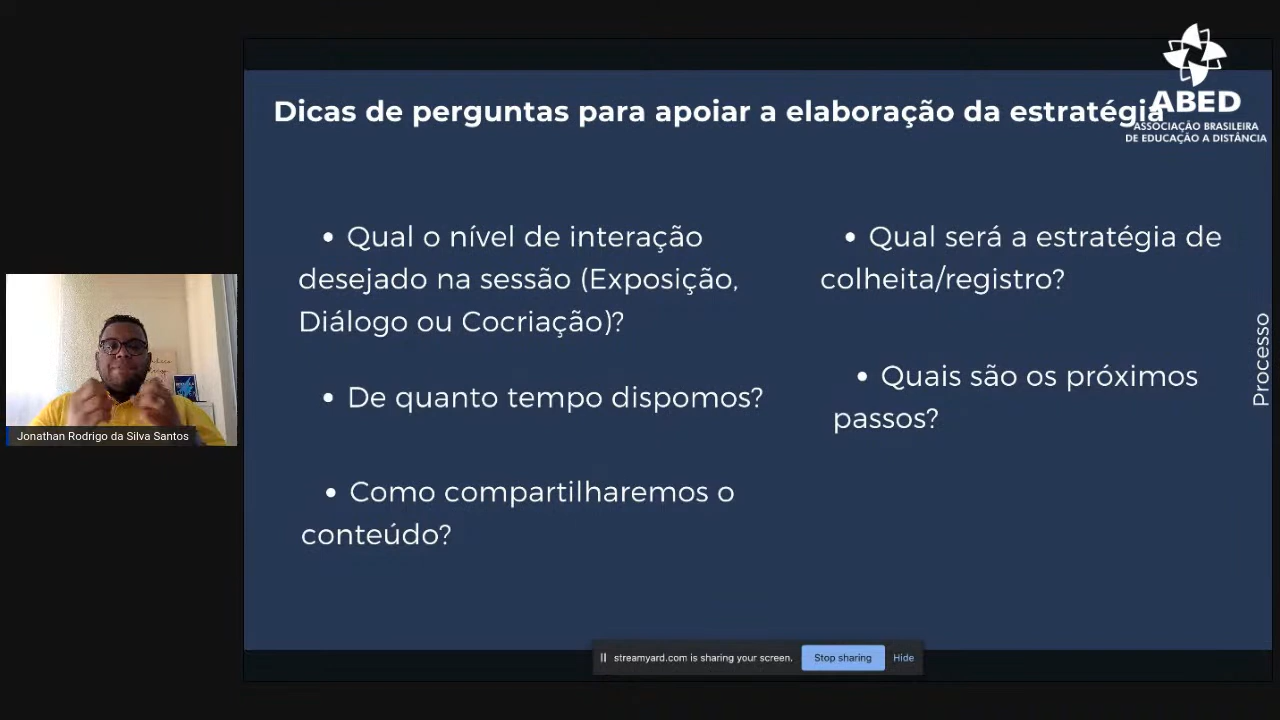 Dicas de perguntas para apoiar a elaboração da estratégia
ABED
ASSOCIAÇÃO BRASILEIRA
DE EDUCAÇÃO A DISTÂNCIA
• Qual o nível de interação
desejado na sessão (Exposição,
Diálogo ou Cocriação)?
• De quanto tempo dispomos?
• Como compartilharemos o
conteúdo?
• Qual será a estratégia de
colheita/registro?
• Quais são os próximos
passos?
Processo
Jonathan Rodrigo da Silva Santos
streamyard.com is sharing your screen.
Stop sharing
Hide